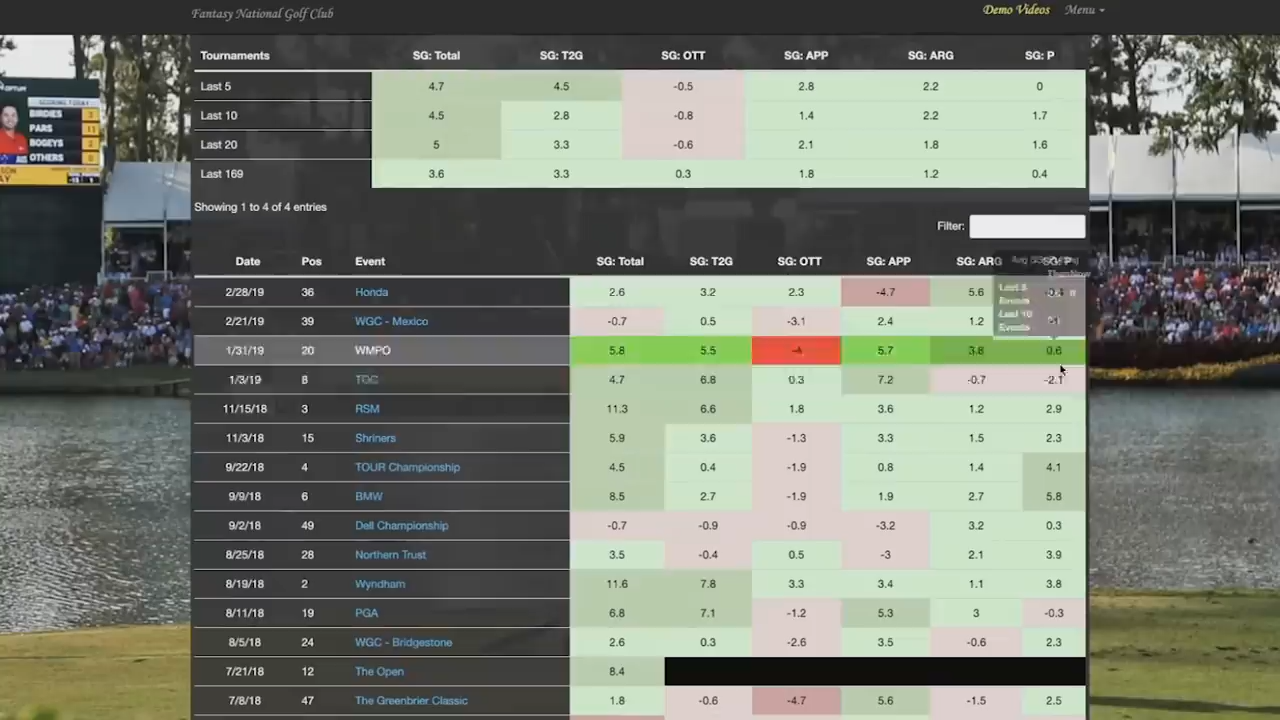 Fantasy National Golf Club Demo Videos Menu
Tournaments SG: Total SG: T2G SG: OTT SG: APP SG: ARG SG: P
Last 5 4.7 4.5 -0.5 2.8 2.2 0
Last 10 4.5 2.8 -0.8 1.4 2.2 1.7
Last 20 5 3.3 -0.6 2.1 1.8 1.6
Last 169 3.6 3.3 0.3 1.8 1.2 0.4
Showing 1 to 4 of 4 entries
Filter:
Date Pos Event SG: Total SG: T2G SG: OTT SG: APP SG: ARG SG: P
2/28/19 36 Honda 2.6 3.2 2.3 -4.7 5.6
2/21/19 39 WGC - Mexico -0.7 0.5 -3.1 2.4 1.2
Last 10
Events
1/31/19 20 WMPO 5.8 5.5 -4 5.7 3.8 0.6
1/3/19 8 TOC 4.7 6.8 0.3 7.2 -0.7 -2.1
11/15/18 3 RSM 11.3 6.6 1.8 3.6 1.2 2.9
11/3/18 15 Shriners 5.9 3.6 -1.3 3.3 1.5 2.3
9/22/18 4 TOUR Championship 4.5 0.4 -1.9 0.8 1.4 4.1
9/9/18 6 BMW 8.5 2.7 -1.9 1.9 2.7 5.8
9/2/18 49 Dell Championship -0.7 -0.9 -0.9 -3.2 3.2 0.3
8/25/18 28 Northern Trust 3.5 -0.4 0.5 -3 2.1 3.9
8/19/18 2 Wyndham 11.6 7.8 3.3 3.4 1.1 3.8
8/11/18 19 PGA 6.8 7.1 -1.2 5.3 3 -0.3
8/5/18 24 WGC - Bridgestone 2.6 0.3 -2.6 3.5 -0.6 2.3
7/21/18 12 The Open 8.4
7/8/18 47 The Greenbrier Classic 1.8 -0.6 -4.7 5.6 -1.5 2.5
OPTUM
SCORING TODAY
BIRDIES 3
PARS 11
BOGEYS
OTHERS 0